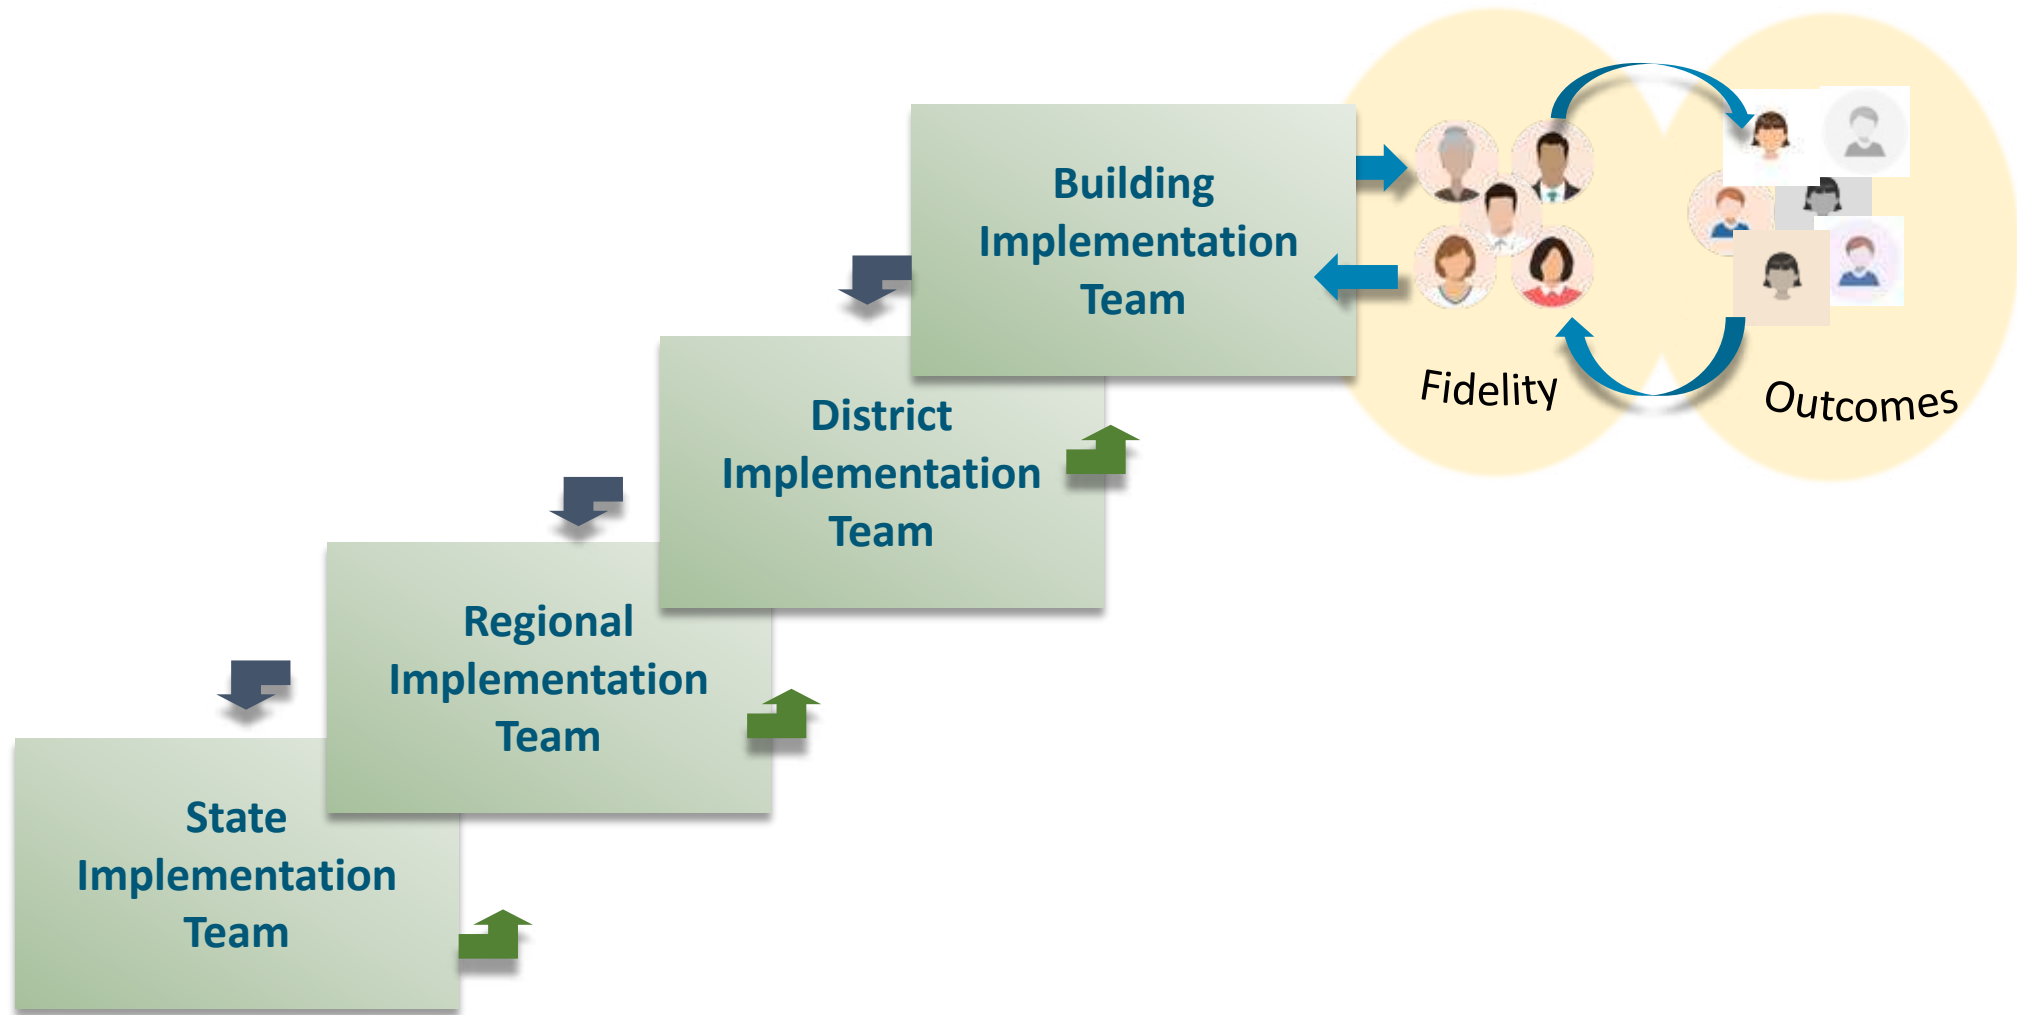 Building
Implementation
Team
Fidelity
Outcomes
District
Implementation
Team
Regional
Implementation
Team
State
Implementation
Team